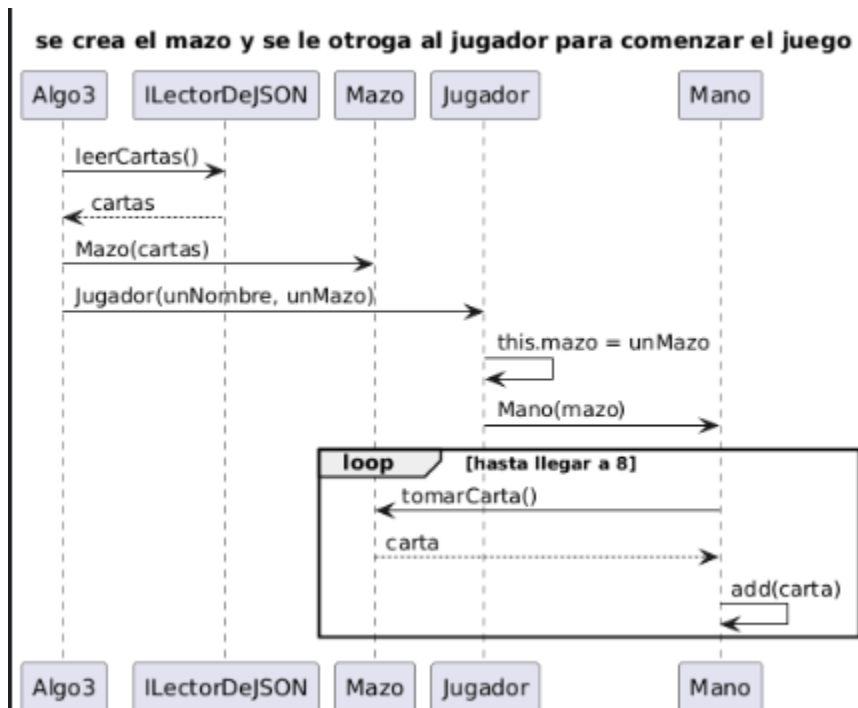 se crea el mazo y se le otroga al jugador para comenzar el juego
Algo3 ILectorDeJSON Mazo Jugador Mano
leerCartas()
cartas
Mazo(cartas)
Jugador(unNombre, unMazo)
this.mazo = unMazo
Mano(mazo)
loop [hasta llegar a 8]
tomarCarta()
carta
add(carta)
Algo3 ILectorDeJSON Mazo Jugador Mano